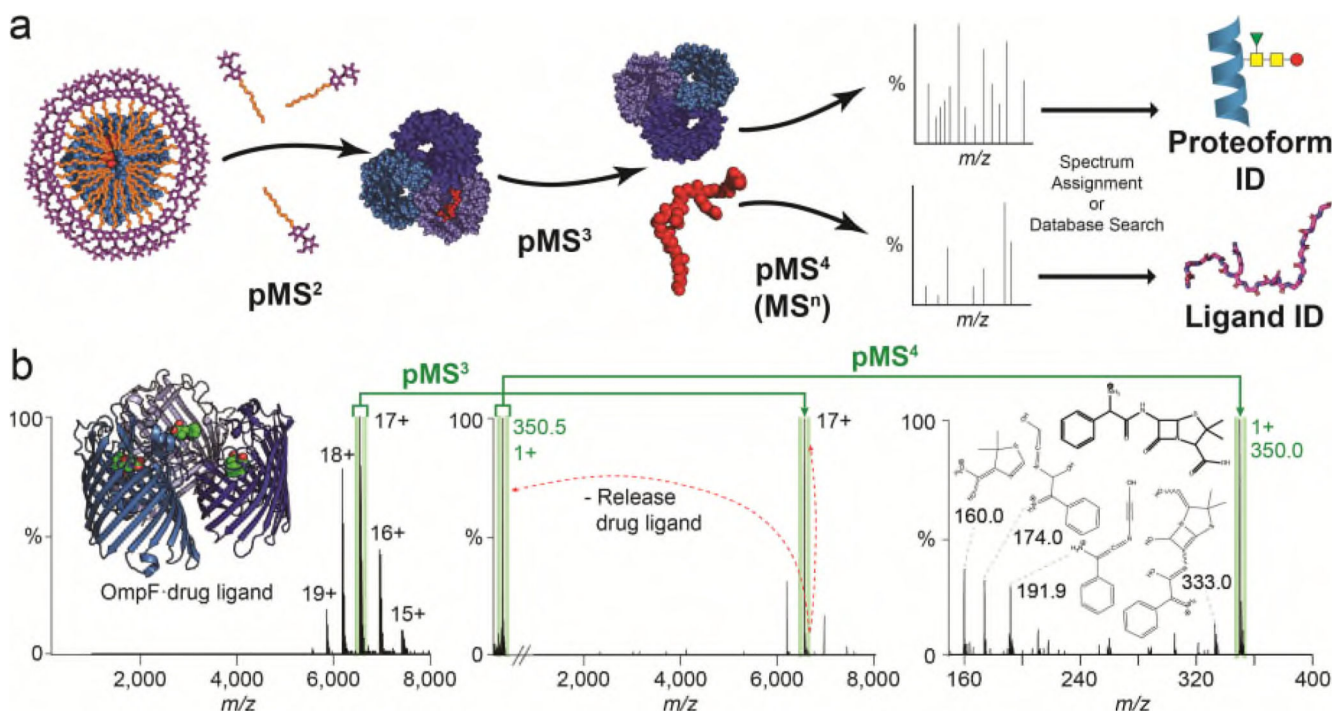 a
pMS²
pMS³
pMS⁴
(MSⁿ)
%
m/z
%
m/z
Spectrum
Assignment
or
Database Search
Proteoform
ID
Ligand ID
b
pMS³
pMS⁴
100
%
0
OmpF·drug ligand
19+
18+
17+
16+
15+
2,000
4,000
6,000
8,000
m/z
100
%
0
350.5
1+
- Release
drug ligand
17+
2,000
4,000
6,000
8,000
m/z
100
%
0
160.0
174.0
191.9
333.0
1+
350.0
160
240
320
400
m/z